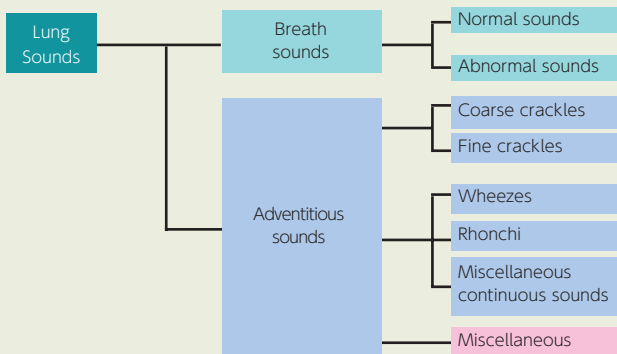 Lung
Sounds
Breath
sounds
Normal sounds
Abnormal sounds
Adventitious
sounds
Coarse crackles
Fine crackles
Wheezes
Rhonchi
Miscellaneous
continuous sounds
Miscellaneous